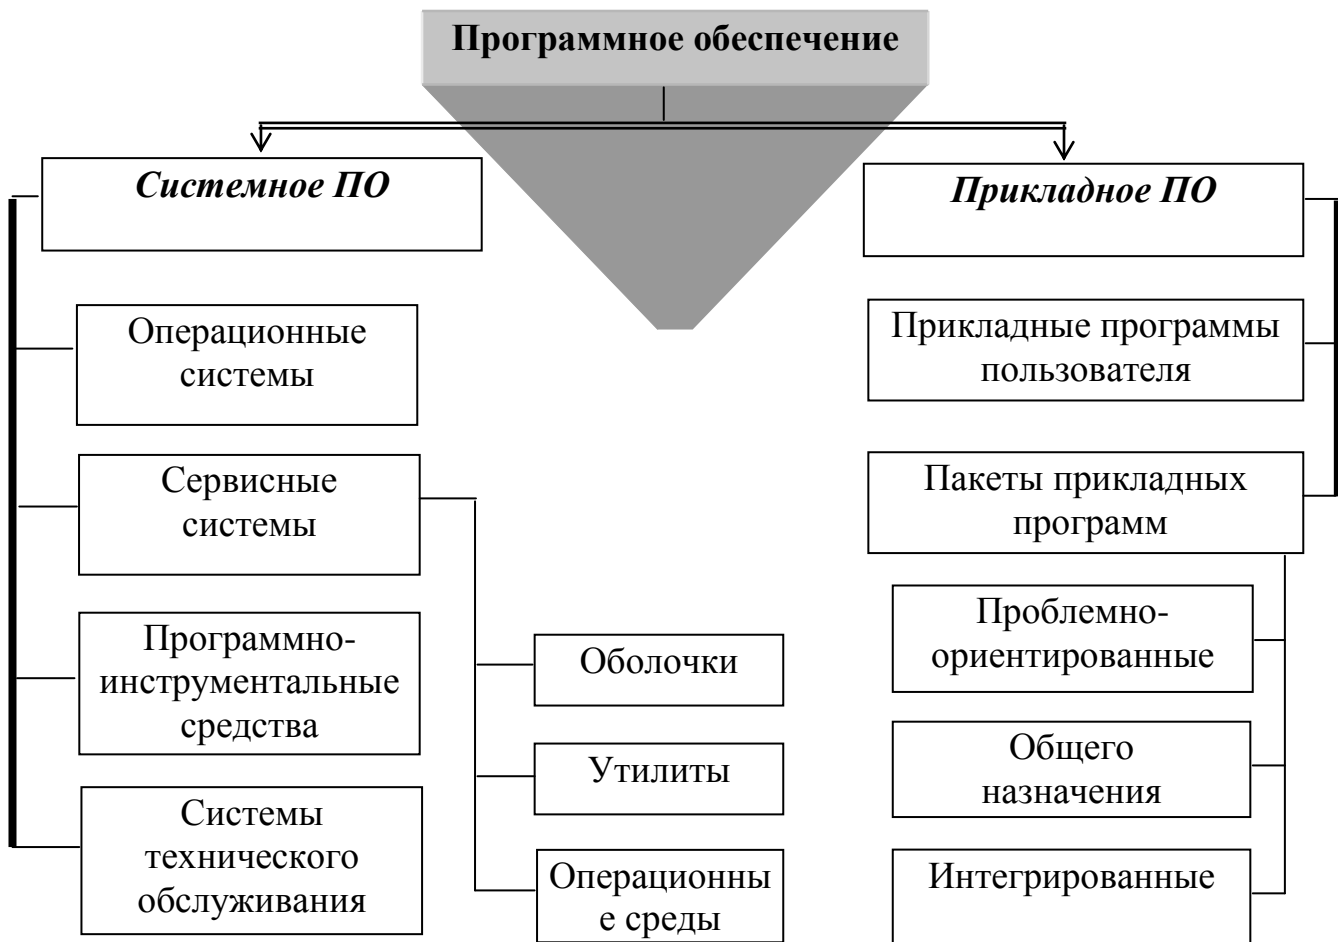 Программное обеспечение
Системное ПО
Прикладное ПО
Операционные
системы
Сервисные
системы
Программно-
инструментальные
средства
Системы
технического
обслуживания
Оболочки
Утилиты
Операционны
е среды
Прикладные программы
пользователя
Пакеты прикладных
программ
Проблемно-
ориентированные
Общего
назначения
Интегрированные